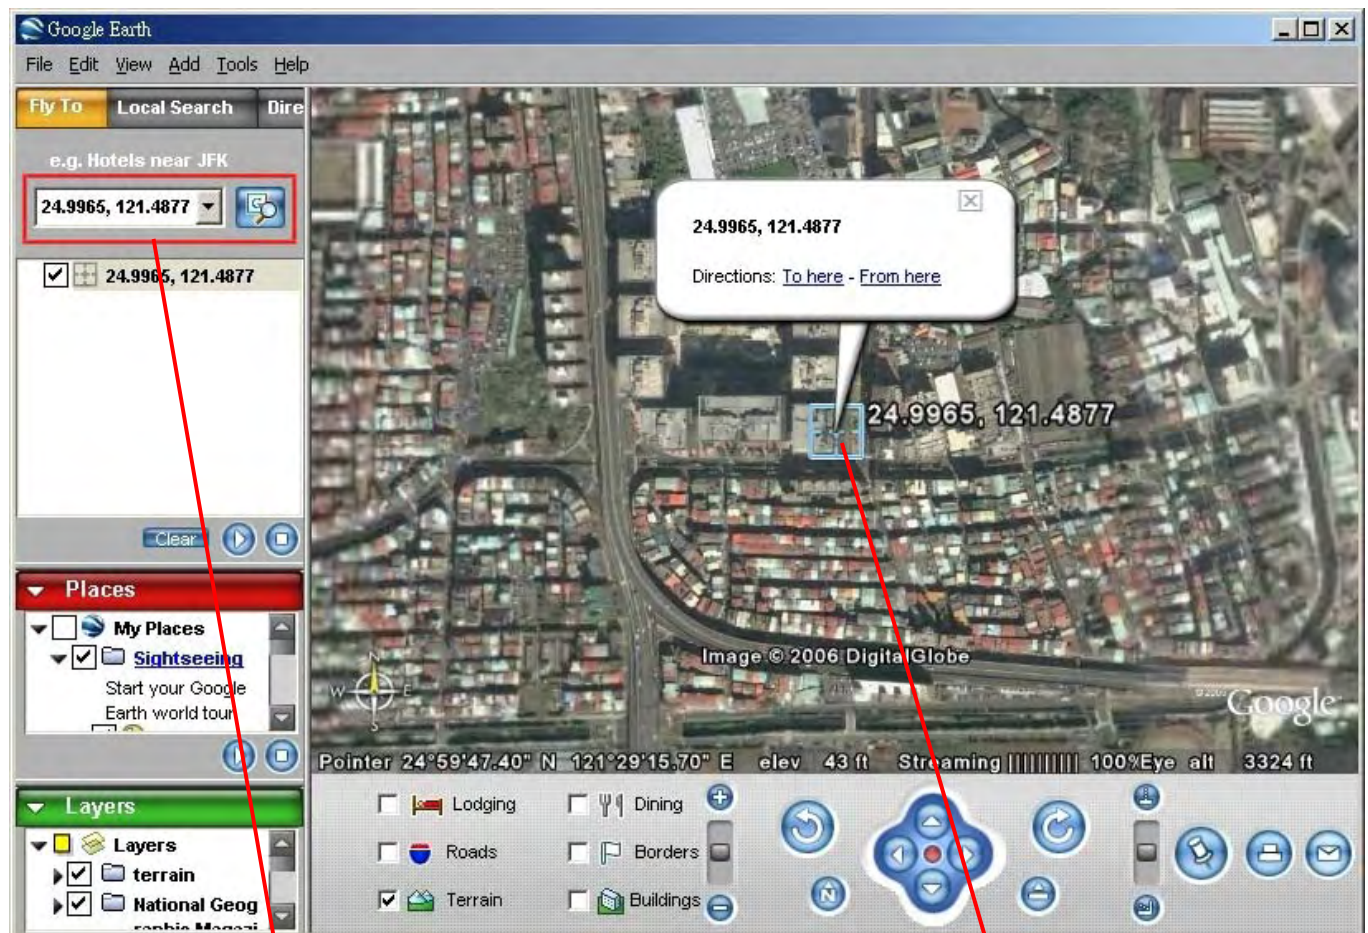 Google Earth
File Edit View Add Tools Help
Fly To Local Search Dire
e.g. Hotels near JFK
24.9965, 121.4877
24.9965, 121.4877
Clear
Places
My Places
Sightseeing
Start your Google
Earth world tour
Layers
Layers
terrain
National Geog
raphic Magazi
24.9965, 121.4877
Directions: To here - From here
24.9965, 121.4877
Image © 2006 DigitalGlobe
N
W E
S
Google
Pointer 24°59'47.40" N 121°29'15.70" E elev 43 ft Streaming |||||||||| 100% Eye alt 3324 ft
Lodging Dining
Roads Borders
Terrain Buildings
N